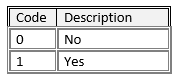 Code Description
0 No
1 Yes